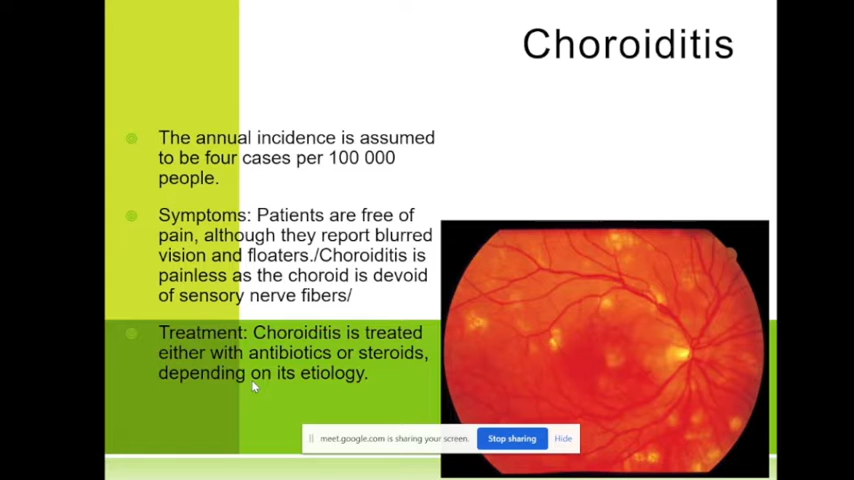 Choroiditis
The annual incidence is assumed
to be four cases per 100 000
people.
Symptoms: Patients are free of
pain, although they report blurred
vision and floaters./Choroiditis is
painless as the choroid is devoid
of sensory nerve fibers/
Treatment: Choroiditis is treated
either with antibiotics or steroids,
depending on its etiology.
meet.google.com is sharing your screen.
Stop sharing
Hide